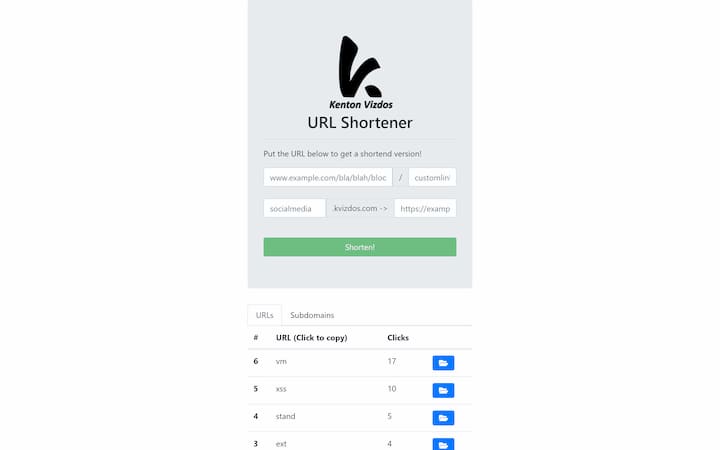 Kenton Vizdos
URL Shortener
Put the URL below to get a shortend version!
www.example.com/bla/blah/bloc / customlin
socialmedia .kvizdos.com -> https://examp
Shorten!
URLs Subdomains
# URL (Click to copy) Clicks
6 vm 17
5 xss 10
4 stand 5
3 ext 4